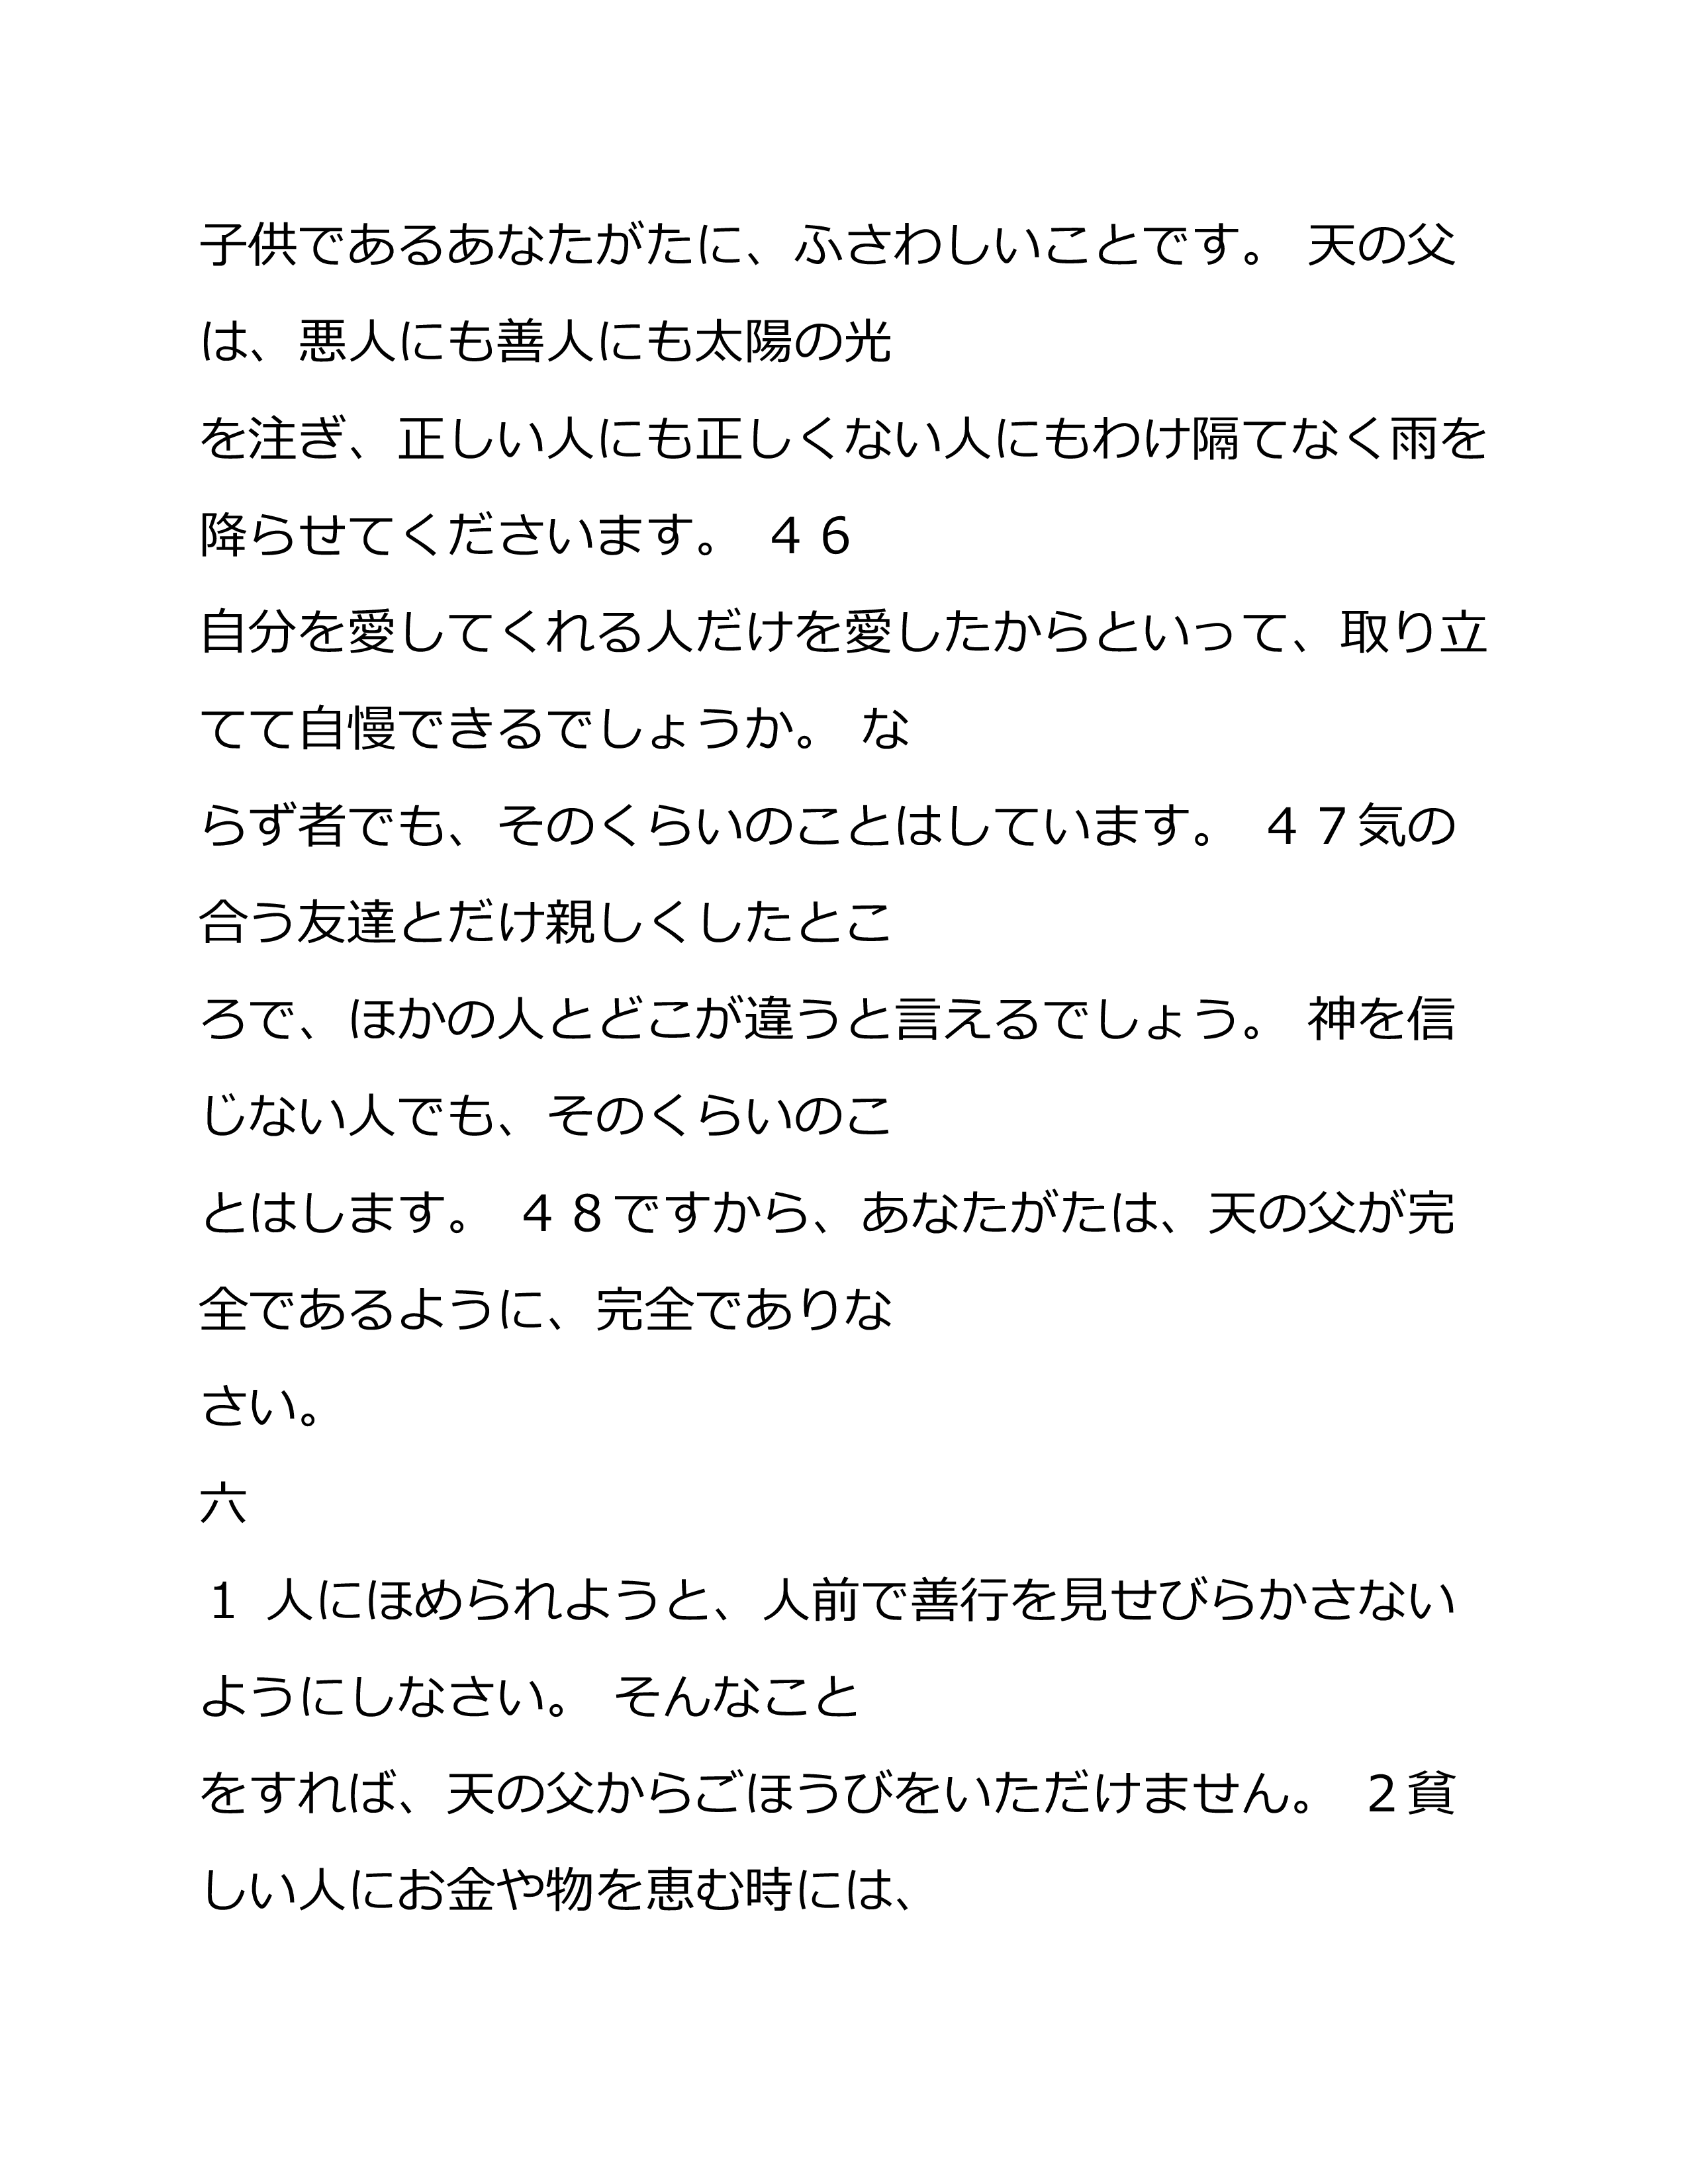 子供であるあなたがたに、ふさわしいことです。 天の父
は、悪人にも善人にも太陽の光
を注ぎ、正しい人にも正しくない人にもわけ隔てなく雨を
降らせてくださいます。 ４６
自分を愛してくれる人だけを愛したからといって、取り立
てて自慢できるでしょうか。 な
らず者でも、そのくらいのことはしています。 ４７気の
合う友達とだけ親しくしたとこ
ろで、ほかの人とどこが違うと言えるでしょう。 神を信
じない人でも、そのくらいのこ
とはします。 ４８ですから、あなたがたは、天の父が完
全であるように、完全でありな
さい。
六
１ 人にほめられようと、人前で善行を見せびらかさない
ようにしなさい。 そんなこと
をすれば、天の父からごほうびをいただけません。 ２貧
しい人にお金や物を恵む時には、